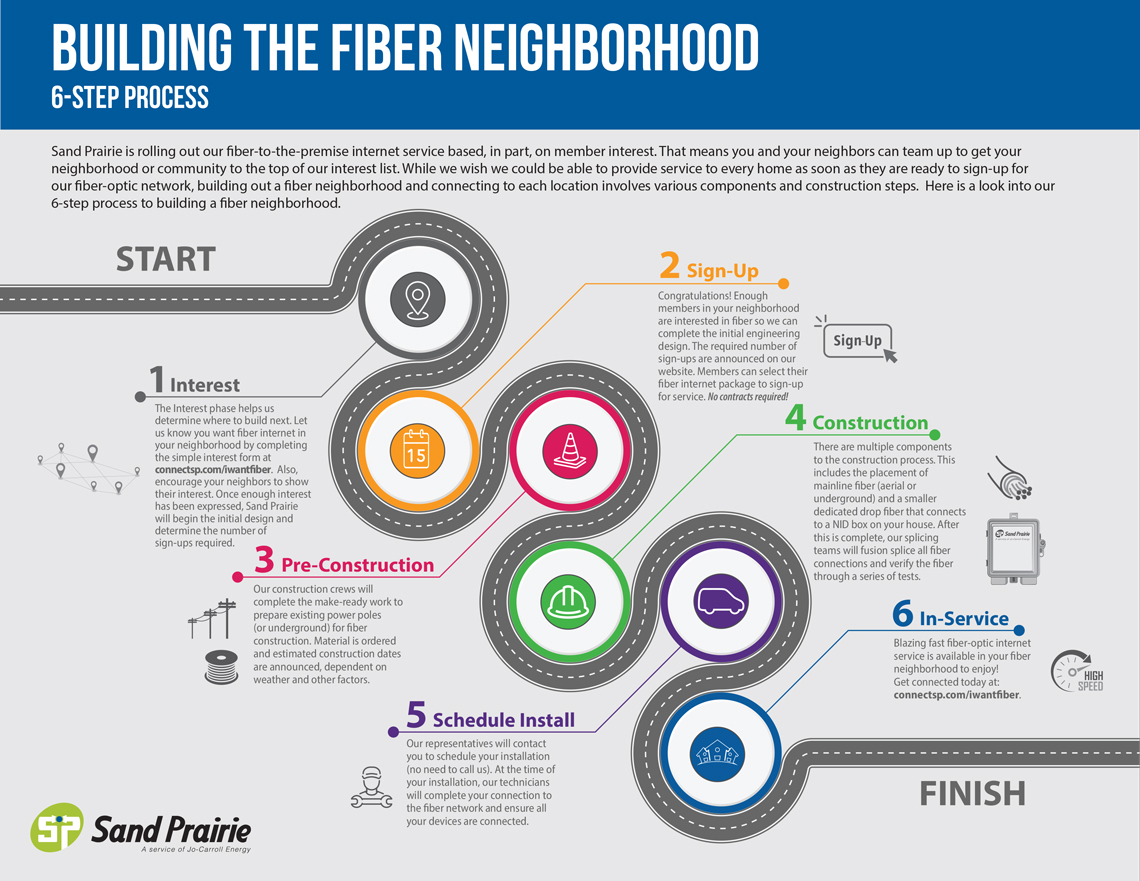 BUILDING THE FIBER NEIGHBORHOOD
6-STEP PROCESS
Sand Prairie is rolling out our fiber-to-the-premise internet service based, in part, on member interest. That means you and your neighbors can team up to get your
neighborhood or community to the top of our interest list. While we wish we could be able to provide service to every home as soon as they are ready to sign-up for
our fiber-optic network, building out a fiber neighborhood and connecting to each location involves various components and construction steps.  Here is a look into our
6-step process to building a fiber neighborhood.
START
1 Interest
The Interest phase helps us
determine where to build next. Let
us know you want fiber internet in
your neighborhood by completing
the simple interest form at
connectsp.com/iwantfiber.  Also,
encourage your neighbors to show
their interest. Once enough interest
has been expressed, Sand Prairie
will begin the initial design and
determine the number of
sign-ups required.
2 Sign-Up
Congratulations! Enough
members in your neighborhood
are interested in fiber so we can
complete the initial engineering
design. The required number of
sign-ups are announced on our
website. Members can select their
fiber internet package to sign-up
for service. No contracts required!
Sign-Up
15
3 Pre-Construction
Our construction crews will
complete the make-ready work to
prepare existing power poles
(or underground) for fiber
construction. Material is ordered
and estimated construction dates
are announced, dependent on
weather and other factors.
4 Construction
There are multiple components
to the construction process. This
includes the placement of
mainline fiber (aerial or
underground) and a smaller
dedicated drop fiber that connects
to a NID box on your house. After
this is complete, our splicing
teams will fusion splice all fiber
connections and verify the fiber
through a series of tests.
Sand Prairie
5 Schedule Install
Our representatives will contact
you to schedule your installation
(no need to call us). At the time of
your installation, our technicians
will complete your connection to
the fiber network and ensure all
your devices are connected.
6 In-Service
Blazing fast fiber-optic internet
service is available in your fiber
neighborhood to enjoy!
Get connected today at:
connectsp.com/iwantfiber.
HIGH
SPEED
FINISH
SP Sand Prairie
A service of Jo-Carroll Energy